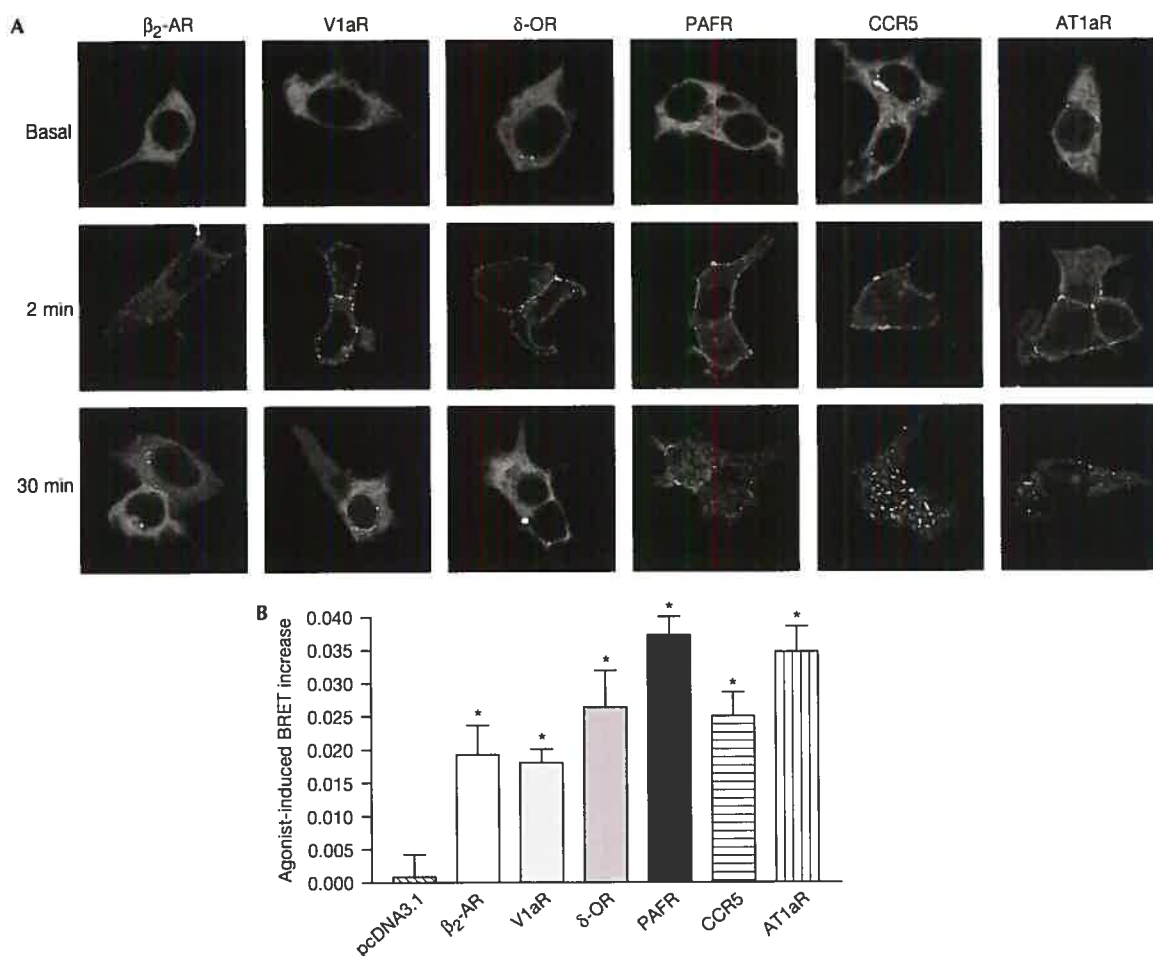 A
β₂-AR V1aR δ-OR PAFR CCR5 AT1aR
Basal
2 min
30 min
B
Agonist-induced BRET increase
0.040
0.035
0.030
0.025
0.020
0.015
0.010
0.005
0.000
* * * * * *
pcDNA3.1 β₂-AR V1aR δ-OR PAFR CCR5 AT1aR